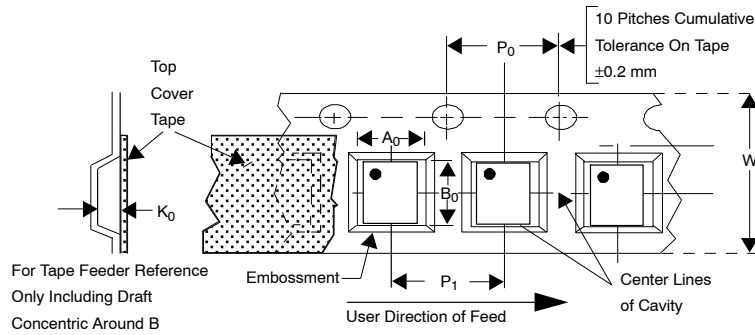 10 Pitches Cumulative
Tolerance On Tape
±0.2 mm
P0
Top
Cover
Tape
A0
W
B0
K0
For Tape Feeder Reference
Only Including Draft
Concentric Around B
Embossment
P1
Center Lines
of Cavity
User Direction of Feed